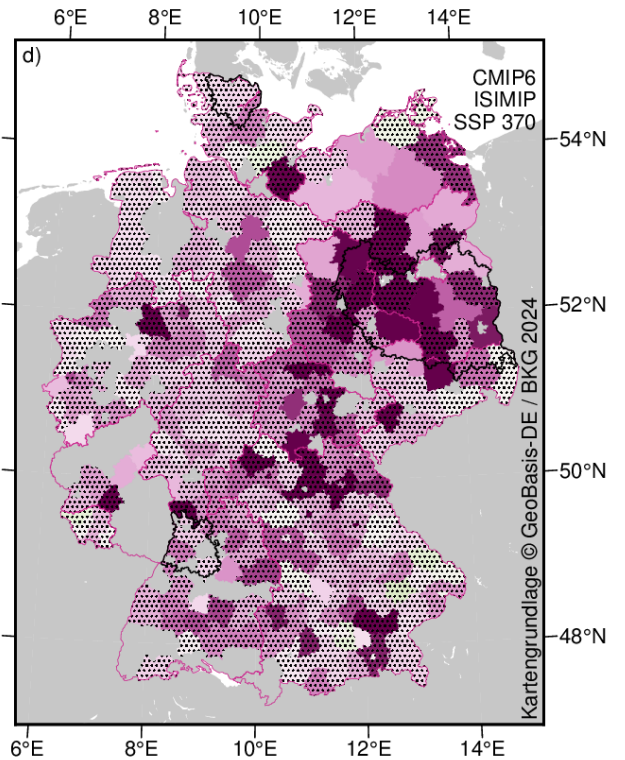 6°E 8°E 10°E 12°E 14°E
d)
CMIP6
ISIMIP
SSP 370
54°N
52°N
50°N
48°N
Kartengrundlage © GeoBasis-DE / BKG 2024
6°E 8°E 10°E 12°E 14°E